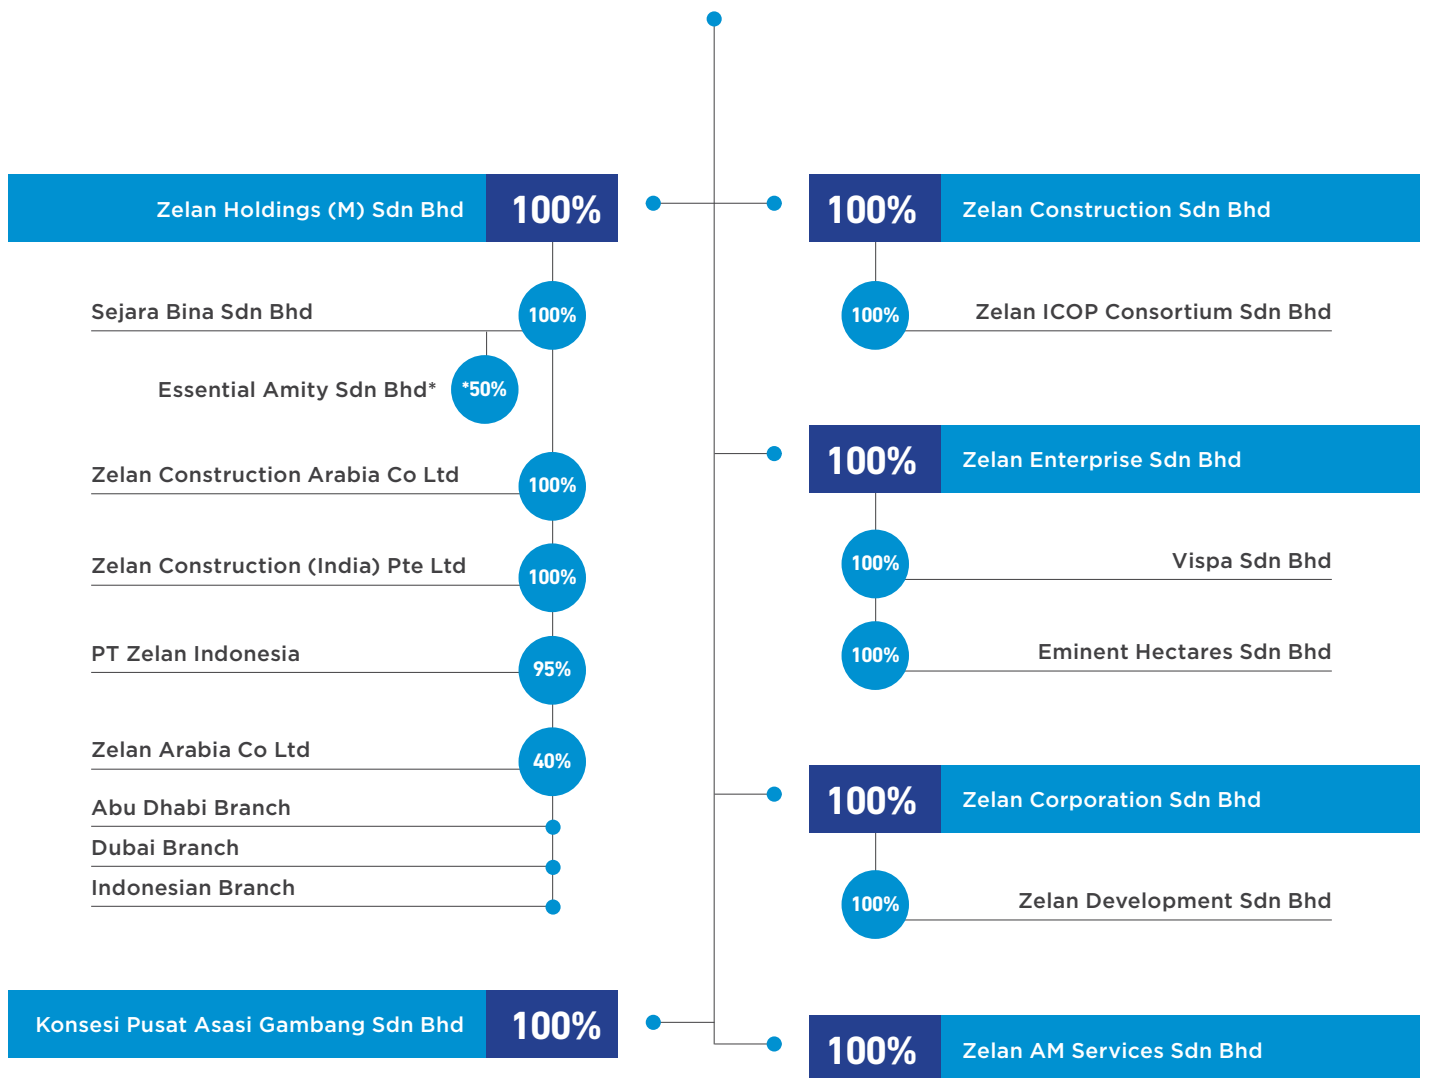 Zelan Holdings (M) Sdn Bhd 100%
Sejara Bina Sdn Bhd 100%
Essential Amity Sdn Bhd* *50%
Zelan Construction Arabia Co Ltd 100%
Zelan Construction (India) Pte Ltd 100%
PT Zelan Indonesia 95%
Zelan Arabia Co Ltd 40%
Abu Dhabi Branch
Dubai Branch
Indonesian Branch
Konsesi Pusat Asasi Gambang Sdn Bhd 100%
100% Zelan Construction Sdn Bhd
100% Zelan ICOP Consortium Sdn Bhd
100% Zelan Enterprise Sdn Bhd
100% Vispa Sdn Bhd
100% Eminent Hectares Sdn Bhd
100% Zelan Corporation Sdn Bhd
100% Zelan Development Sdn Bhd
100% Zelan AM Services Sdn Bhd